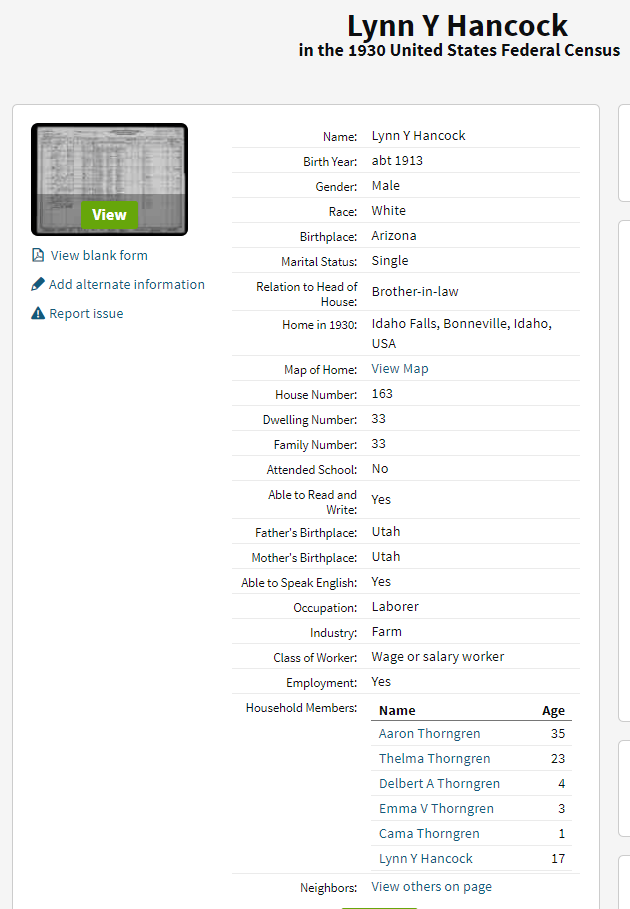 Lynn Y Hancock
in the 1930 United States Federal Census
View
View blank form
Add alternate information
Report issue
Name: Lynn Y Hancock
Birth Year: abt 1913
Gender: Male
Race: White
Birthplace: Arizona
Marital Status: Single
Relation to Head of House: Brother-in-law
Home in 1930: Idaho Falls, Bonneville, Idaho,
USA
Map of Home: View Map
House Number: 163
Dwelling Number: 33
Family Number: 33
Attended School: No
Able to Read and Write: Yes
Father's Birthplace: Utah
Mother's Birthplace: Utah
Able to Speak English: Yes
Occupation: Laborer
Industry: Farm
Class of Worker: Wage or salary worker
Employment: Yes
Household Members: Name Age
Aaron Thorngren 35
Thelma Thorngren 23
Delbert A Thorngren 4
Emma V Thorngren 3
Cama Thorngren 1
Lynn Y Hancock 17
Neighbors: View others on page